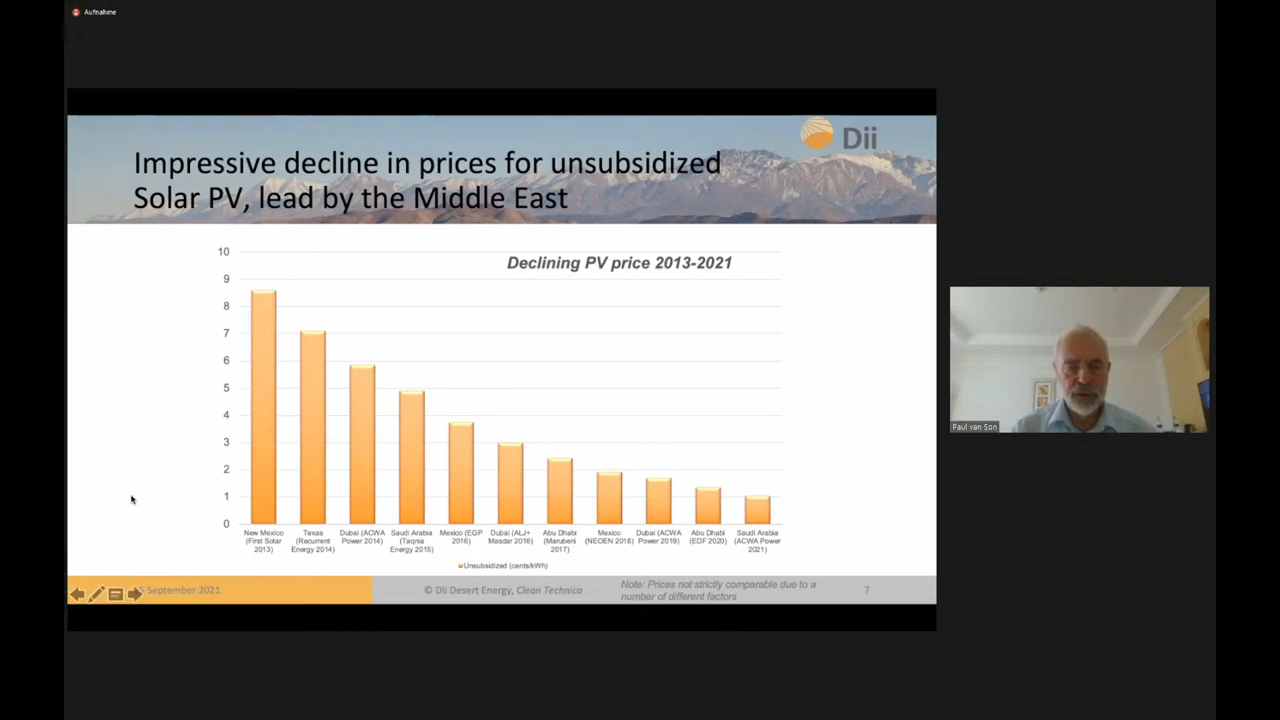 Aufnahme
Dii
Impressive decline in prices for unsubsidized
Solar PV, lead by the Middle East
Declining PV price 2013-2021
10
9
8
7
6
5
4
3
2
1
0
New Mexico
(First Solar
2013)
Texas
(Recurrent
Energy 2014)
Dubai (ACWA
Power 2014)
Saudi Arabia
(Taqnia
Energy 2015)
Mexico (EGP
2016)
Dubai (ALJ+
Masdar 2016)
Abu Dhabi
(Marubeni
2017)
Mexico
(NEOEN 2018)
Dubai (ACWA
Power 2019)
Abu Dhabi
(EDF 2020)
Saudi Arabia
(ACWA Power
2021)
Unsubsidized (cents/kWh)
September 2021
© Dii Desert Energy, Clean Technica
Note: Prices not strictly comparable due to a
number of different factors
7
Paul van Son